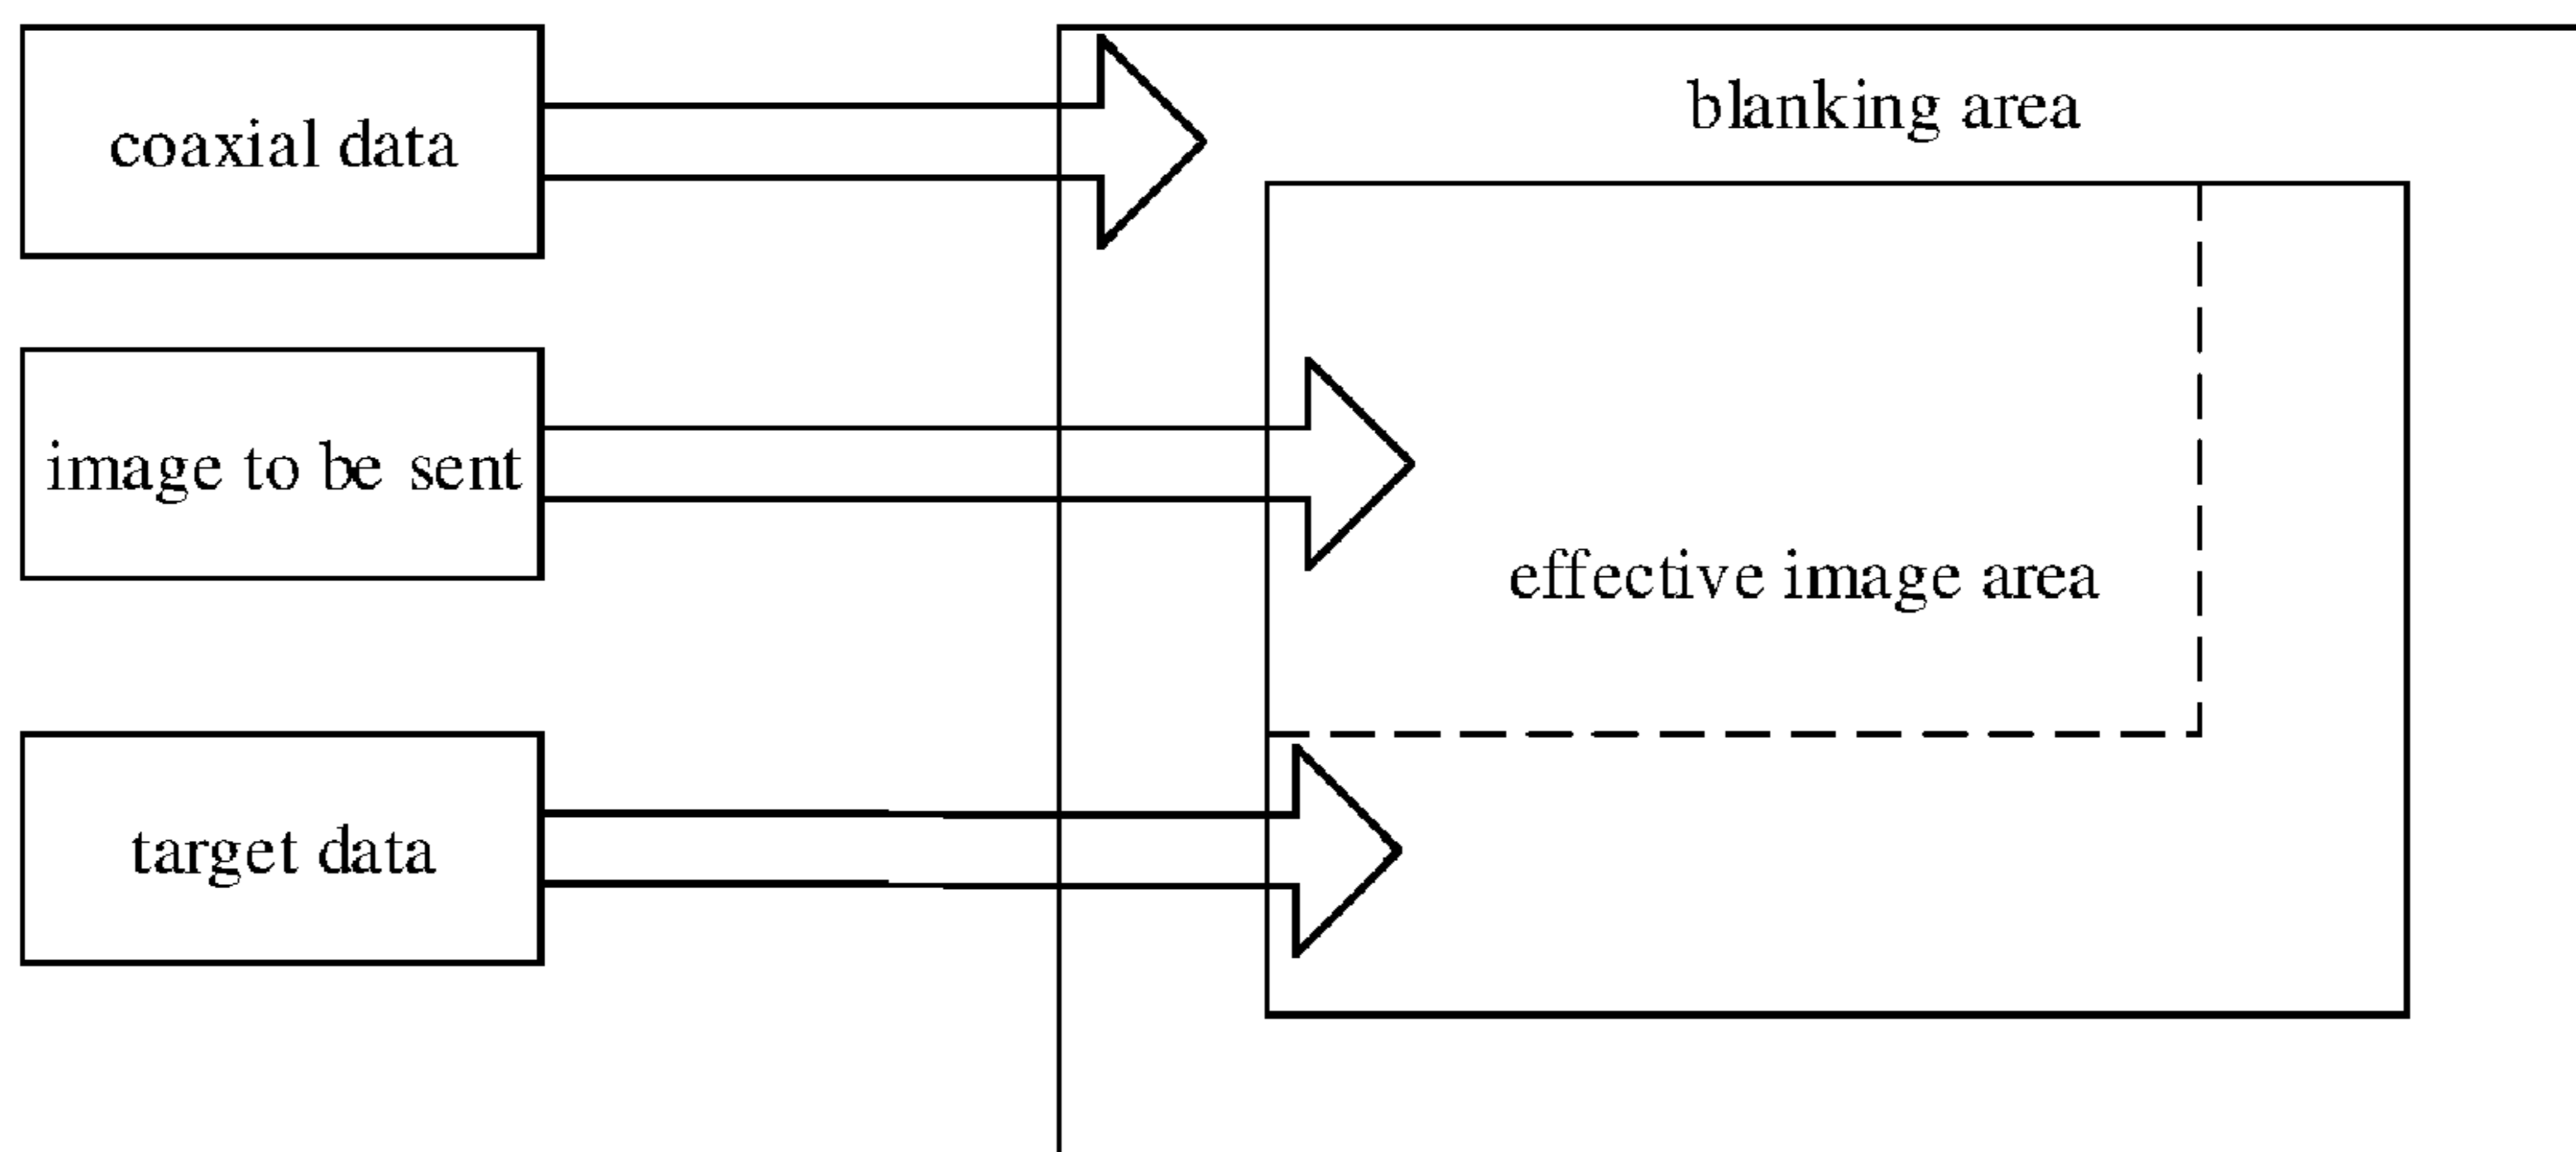 blanking area
coaxial data
image to be sent
effective image area
target data